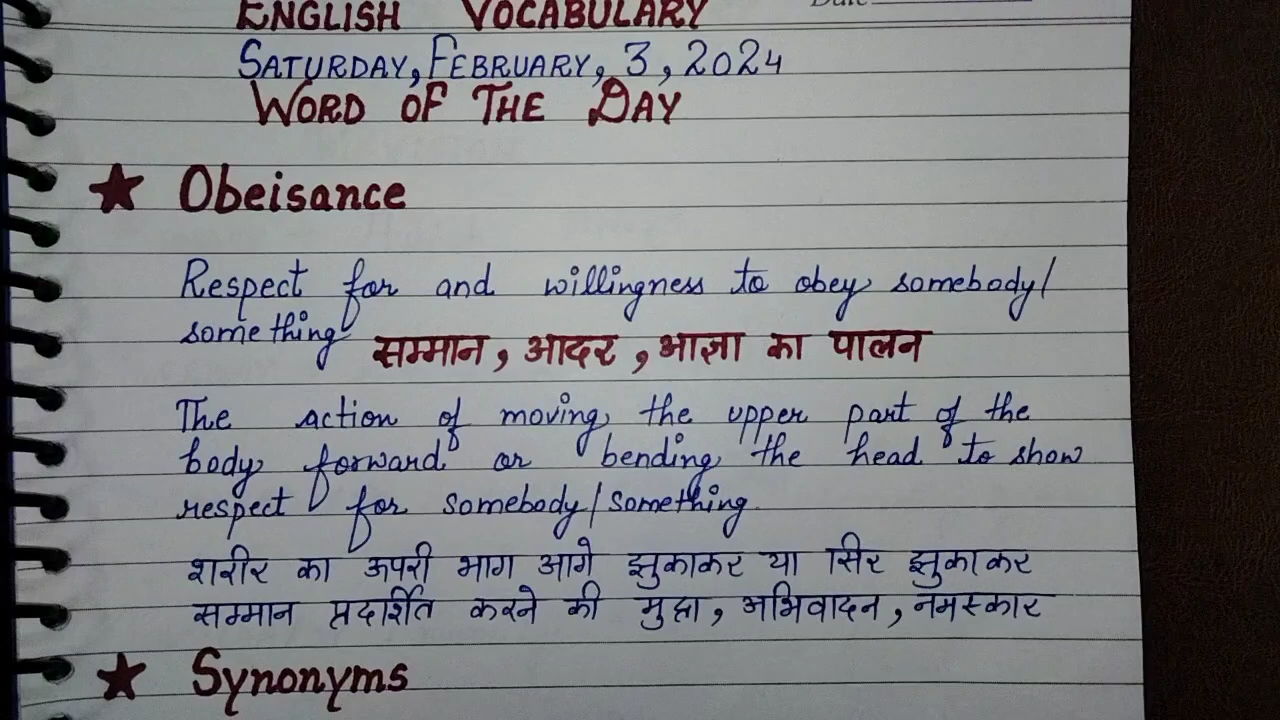 ENGLISH VOCABULARY
Date
SATURDAY, FEBRUARY, 3, 2024
WORD OF THE DAY
★ Obeisance
Respect for and willingness to obey somebody/
something
सम्मान, आदर, आज्ञा का पालन
The action of moving the upper part of the
body forward or bending the head to show
respect for somebody/something
शरीर का ऊपरी भाग आगे झुकाकर या सिर झुकाकर
सम्मान प्रदार्शित करने की मुद्रा, अभिवादन, नमस्कार
★ Synonyms